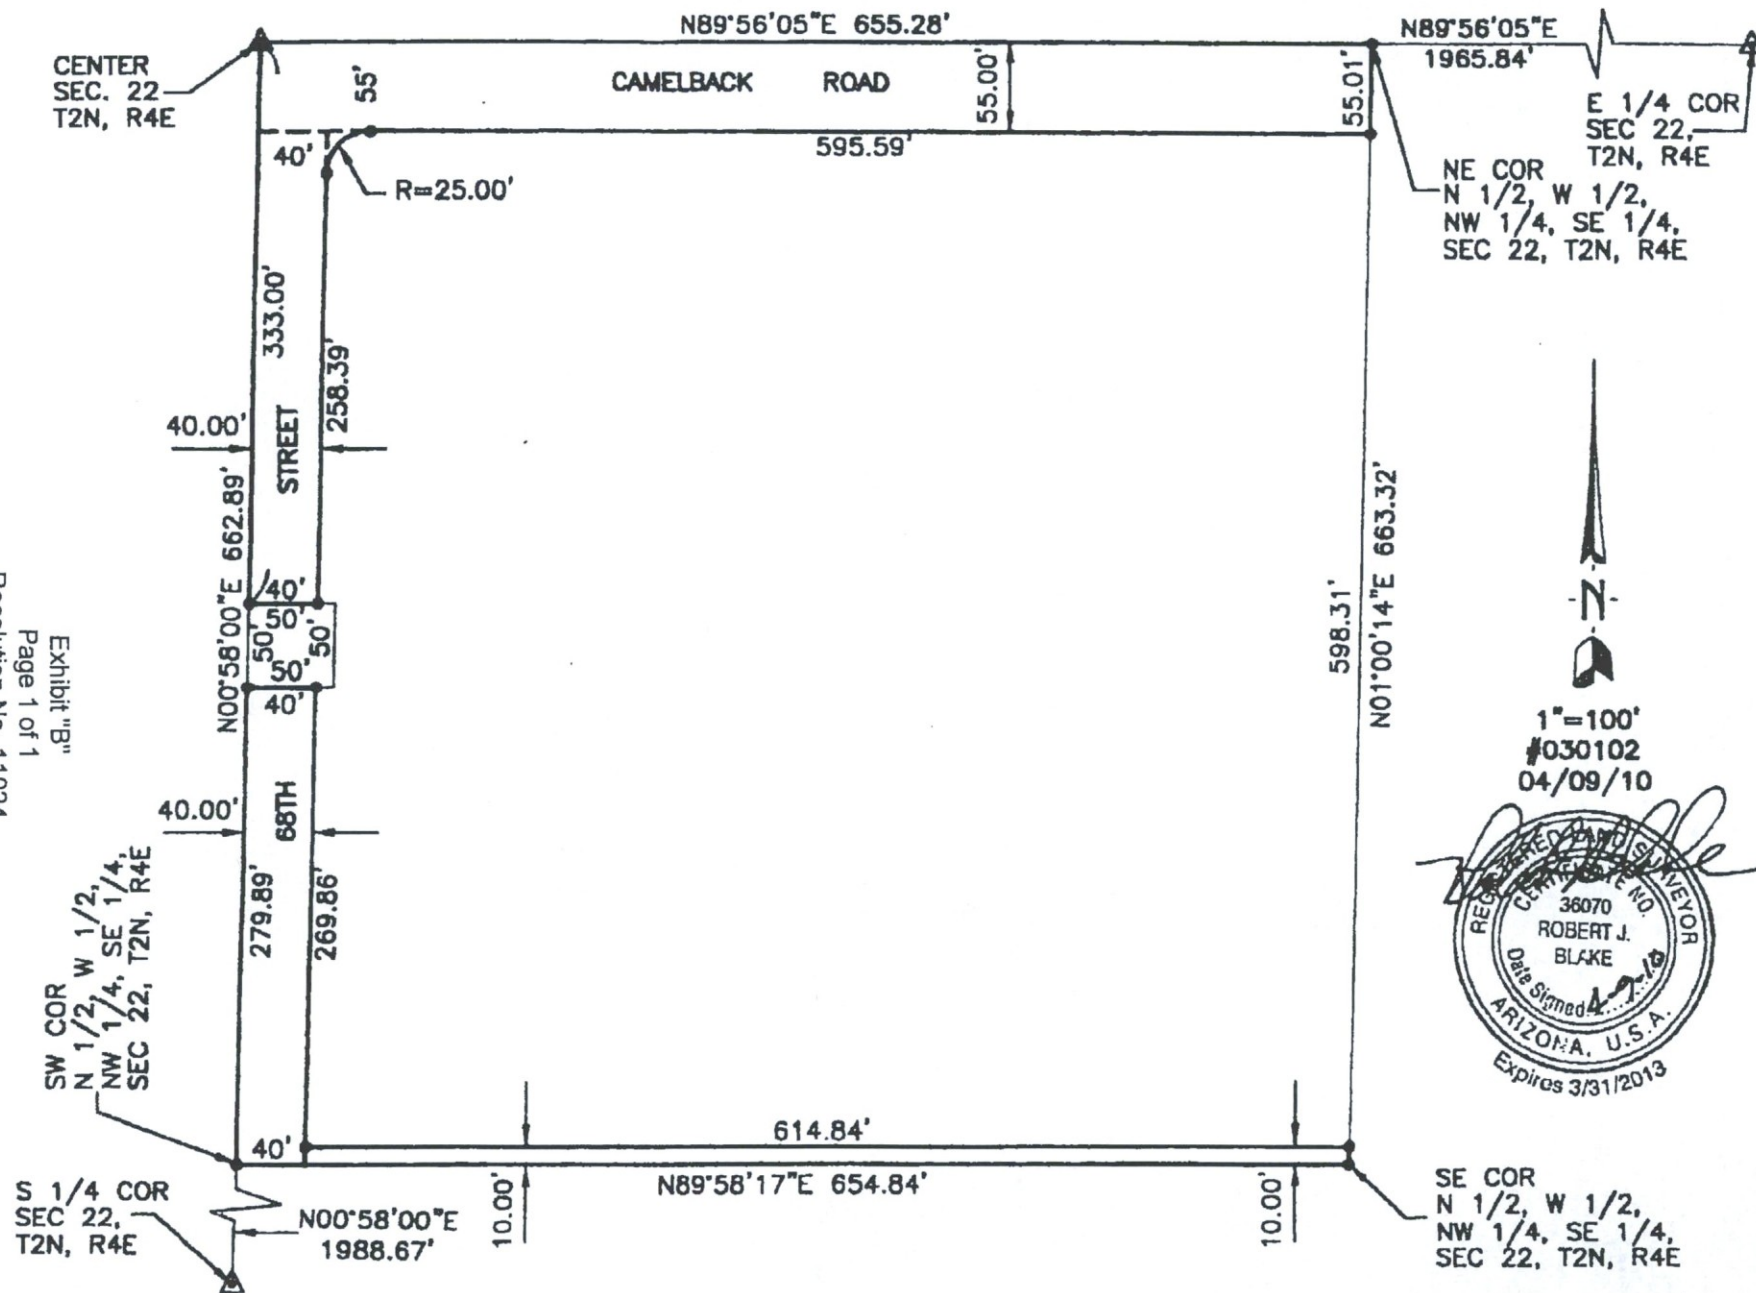 N89°56'05"E 655.28'
N89°56'05"E
1965.84'
CENTER
SEC. 22
T2N, R4E
55'
CAMELBACK ROAD
55.00'
55.01'
E 1/4 COR
SEC 22,
T2N, R4E
40'
595.59'
R=25.00'
NE COR
N 1/2, W 1/2,
NW 1/4, SE 1/4,
SEC 22, T2N, R4E
333.00'
258.39'
40.00'
STREET
N00°58'00"E 662.89'
40'
50'
50'
50'
50'
40'
598.31'
N01°00'14"E 663.32'
N
1"=100'
#030102
04/09/10
Exhibit "B"
Page 1 of 1
40.00'
68TH
279.89'
269.86'
REGISTERED LAND SURVEYOR
CERTIFICATE NO.
36070
ROBERT J.
BLAKE
Date Signed 4-9-10
ARIZONA, U.S.A.
Expires 3/31/2013
SW COR
N 1/2, W 1/2,
NW 1/4, SE 1/4,
SEC 22, T2N, R4E
40'
614.84'
N89°58'17"E 654.84'
10.00'
10.00'
S 1/4 COR
SEC 22,
T2N, R4E
N00°58'00"E
1988.67'
SE COR
N 1/2, W 1/2,
NW 1/4, SE 1/4,
SEC 22, T2N, R4E